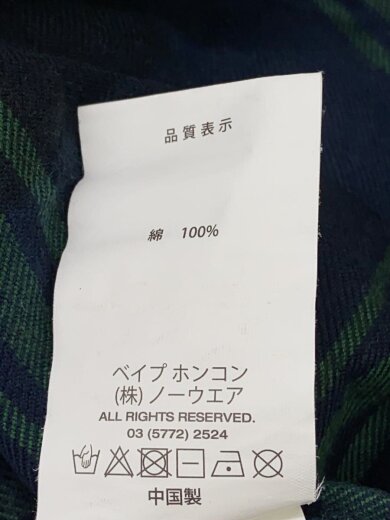 品質表示
綿 100%
ベイプ ホンコン
(株) ノーウエア
ALL RIGHTS RESERVED.
03 (5772) 2524
中国製